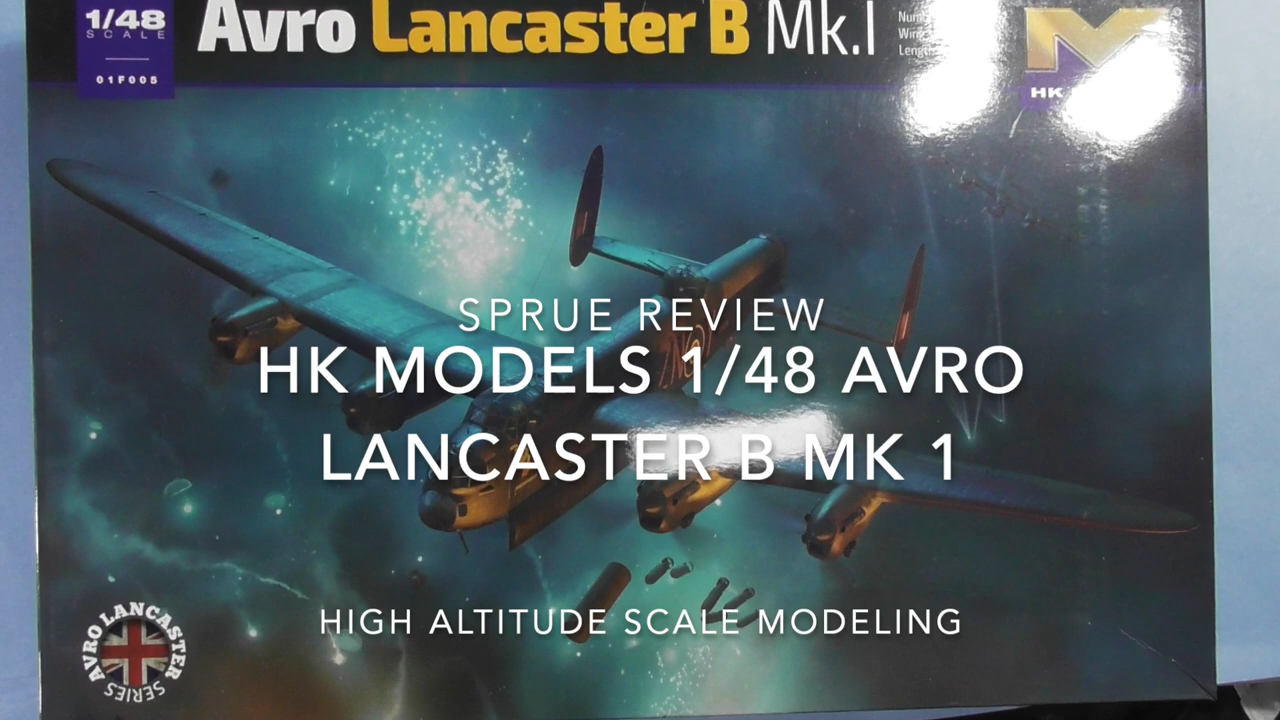 1/48
SCALE
01F005
Avro Lancaster B Mk.I
HK
SPRUE REVIEW
HK MODELS 1/48 AVRO
LANCASTER B MK 1
HIGH ALTITUDE SCALE MODELING
AVRO LANCASTER
SERIES